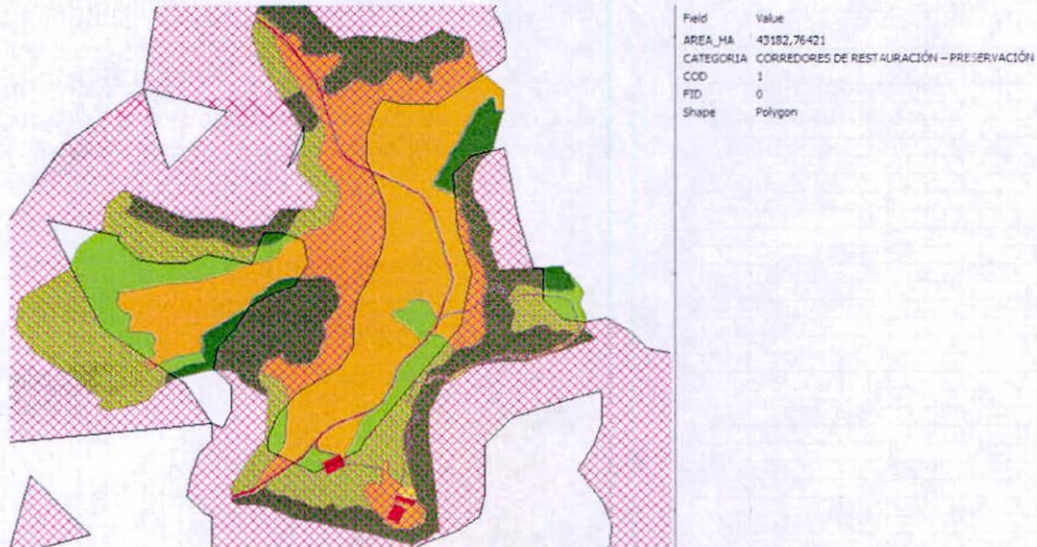 Field Value
AREA_HA 43182,76421
CATEGORIA CORREDORES DE RESTAURACIÓN – PRESERVACIÓN
COD 1
FID 0
Shape Polygon